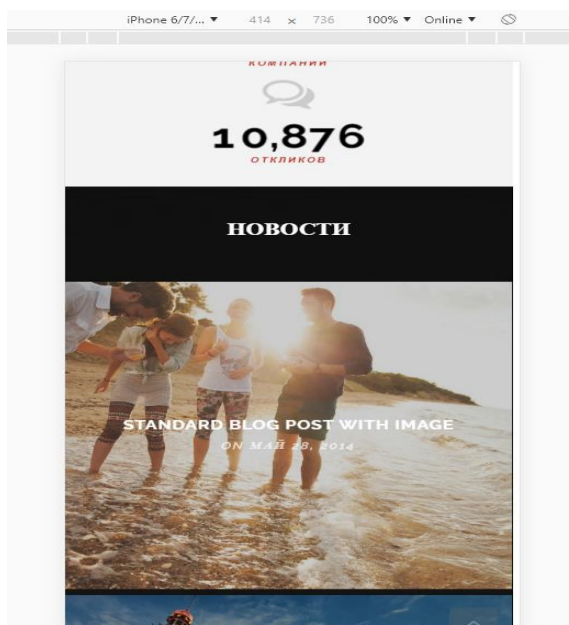 iPhone 6/7/... ▼ 414 × 736 100% ▼ Online ▼
КОМПАНИИ
10,876
ОТКЛИКОВ
НОВОСТИ
STANDARD BLOG POST WITH IMAGE
ON МАЙ 28, 2014